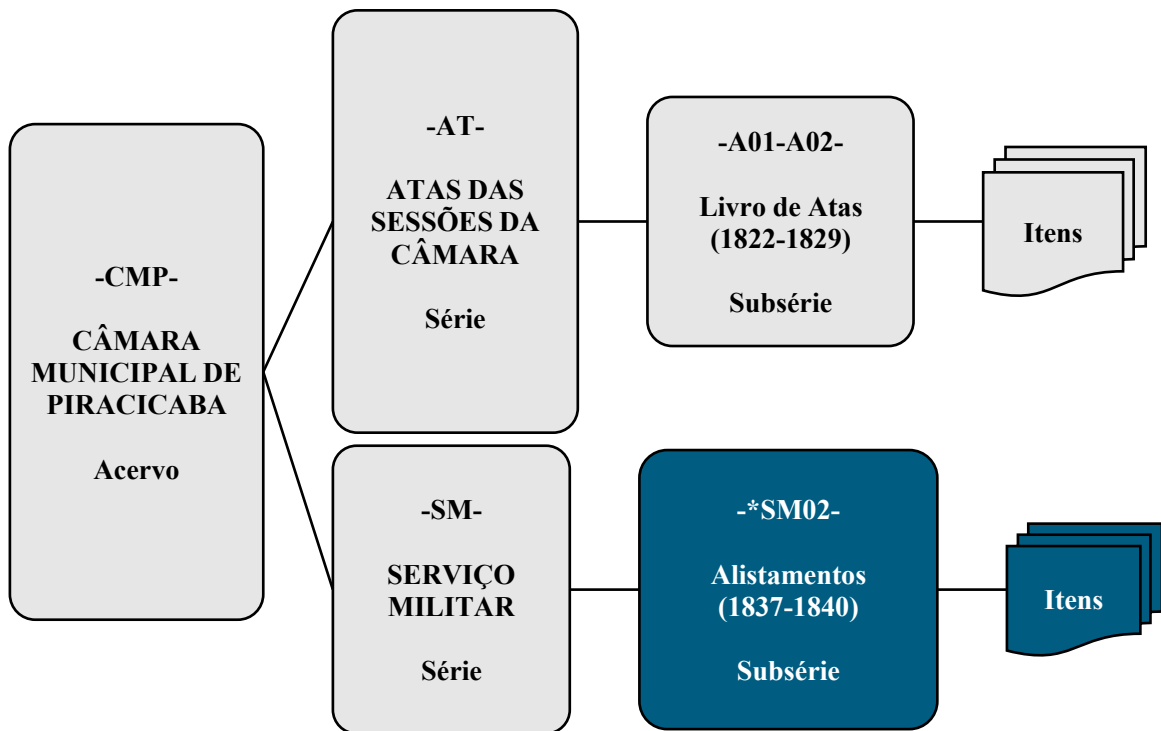 -CMP-
CÂMARA
MUNICIPAL DE
PIRACICABA
Acervo
-AT-
ATAS DAS
SESSÕES DA
CÂMARA
Série
-A01-A02-
Livro de Atas
(1822-1829)
Subsérie
Itens
-SM-
SERVIÇO
MILITAR
Série
-*SM02-
Alistamentos
(1837-1840)
Subsérie
Itens